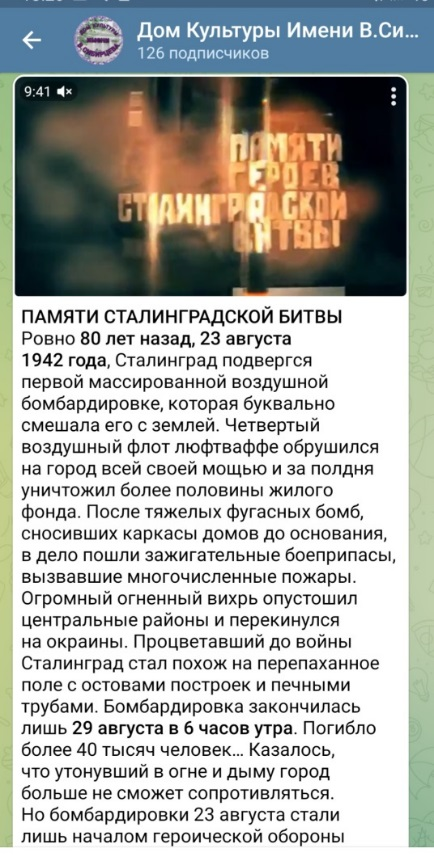 Дом Культуры Имени В.Си...
126 подписчиков
9:41
ПАМЯТИ
ГЕРОЕВ
СТАЛИНГРАДСКОЙ
БИТВЫ
ПАМЯТИ СТАЛИНГРАДСКОЙ БИТВЫ
Ровно 80 лет назад, 23 августа
1942 года, Сталинград подвергся
первой массированной воздушной
бомбардировке, которая буквально
смешала его с землей. Четвертый
воздушный флот люфтваффе обрушился
на город всей своей мощью и за полдня
уничтожил более половины жилого
фонда. После тяжелых фугасных бомб,
сносивших каркасы домов до основания,
в дело пошли зажигательные боеприпасы,
вызвавшие многочисленные пожары.
Огромный огненный вихрь опустошил
центральные районы и перекинулся
на окраины. Процветавший до войны
Сталинград стал похож на перепаханное
поле с остовами построек и печными
трубами. Бомбардировка закончилась
лишь 29 августа в 6 часов утра. Погибло
более 40 тысяч человек... Казалось,
что утонувший в огне и дыму город
больше не сможет сопротивляться.
Но бомбардировки 23 августа стали
лишь началом героической обороны